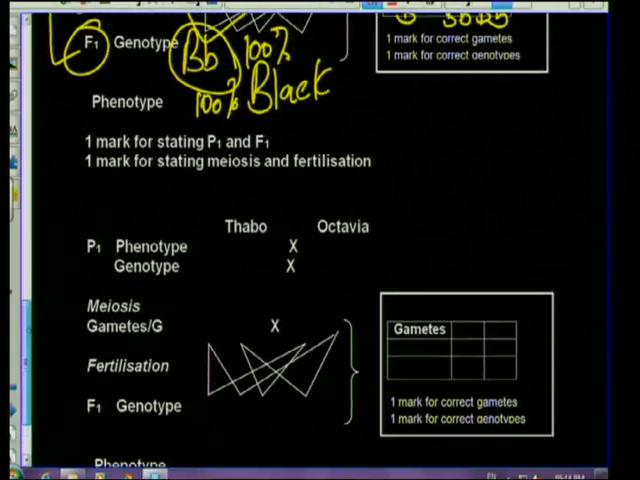 F1 Genotype Bb 100%
1 mark for correct gametes
1 mark for correct genotypes
Phenotype 100% Black
1 mark for stating P1 and F1
1 mark for stating meiosis and fertilisation
Thabo Octavia
P1 Phenotype X
Genotype X
Meiosis
Gametes/G X
Gametes
Fertilisation
F1 Genotype
1 mark for correct gametes
1 mark for correct genotypes
Phenotype